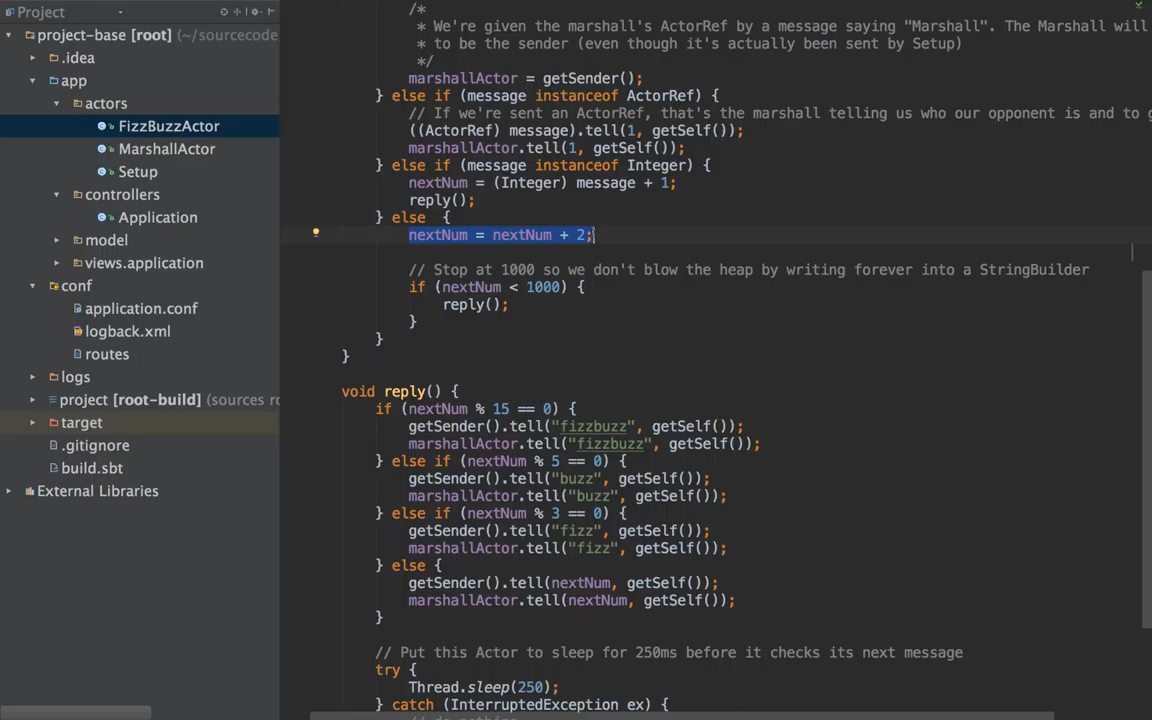 Project
project-base [root] (~/sourcecode
.idea
app
actors
FizzBuzzActor
MarshallActor
Setup
controllers
Application
model
views.application
conf
application.conf
logback.xml
routes
logs
project [root-build] (sources
target
.gitignore
build.sbt
External Libraries
/*
* We're given the marshall's ActorRef by a message saying "Marshall". The Marshall will
* to be the sender (even though it's actually been sent by Setup)
*/
marshallActor = getSender();
} else if (message instanceof ActorRef) {
// If we're sent an ActorRef, that's the marshall telling us who our opponent is and to
((ActorRef) message).tell(1, getSelf());
marshallActor.tell(1, getSelf());
} else if (message instanceof Integer) {
nextNum = (Integer) message + 1;
reply();
} else {
nextNum = nextNum + 2;
// Stop at 1000 so we don't blow the heap by writing forever into a StringBuilder
if (nextNum < 1000) {
reply();
}
}
}
void reply() {
if (nextNum % 15 == 0) {
getSender().tell("fizzbuzz", getSelf());
marshallActor.tell("fizzbuzz", getSelf());
} else if (nextNum % 5 == 0) {
getSender().tell("buzz", getSelf());
marshallActor.tell("buzz", getSelf());
} else if (nextNum % 3 == 0) {
getSender().tell("fizz", getSelf());
marshallActor.tell("fizz", getSelf());
} else {
getSender().tell(nextNum, getSelf());
marshallActor.tell(nextNum, getSelf());
}
// Put this Actor to sleep for 250ms before it checks its next message
try {
Thread.sleep(250);
} catch (InterruptedException ex) {